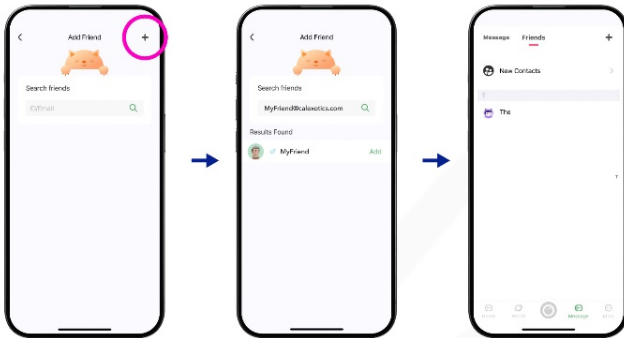 Add Friend +
Search friends
ID/Email
Add Friend
Search friends
MyFriend@calexotics.com
Results Found
MyFriend Add
Message Friends +
New Contacts
T
The
T
Message